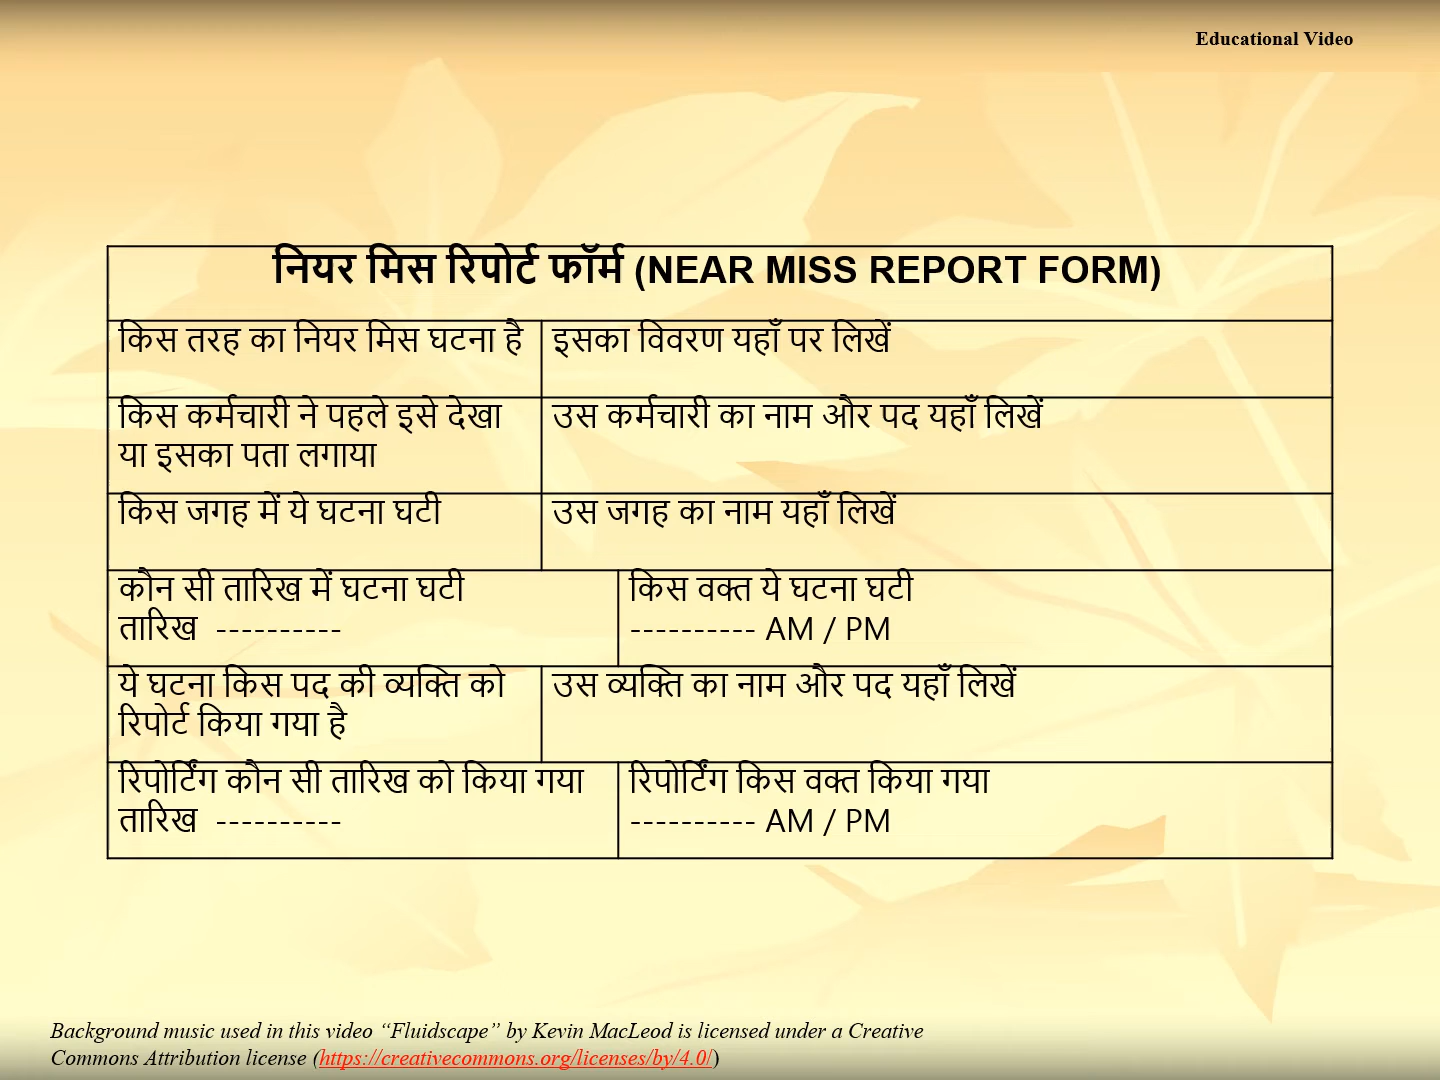 Educational Video
नियर मिस रिपोर्ट फॉर्म (NEAR MISS REPORT FORM)
किस तरह का नियर मिस घटना है
इसका विवरण यहाँ पर लिखें
किस कर्मचारी ने पहले इसे देखा
या इसका पता लगाया
उस कर्मचारी का नाम और पद यहाँ लिखें
किस जगह में ये घटना घटी
उस जगह का नाम यहाँ लिखें
कौन सी तारिख में घटना घटी
तारिख ----------
किस वक्त ये घटना घटी
---------- AM / PM
ये घटना किस पद की व्यक्ति को
रिपोर्ट किया गया है
उस व्यक्ति का नाम और पद यहाँ लिखें
रिपोर्टिंग कौन सी तारिख को किया गया
तारिख ----------
रिपोर्टिंग किस वक्त किया गया
---------- AM / PM
Background music used in this video “Fluidscape” by Kevin MacLeod is licensed under a Creative
Commons Attribution license (https://creativecommons.org/licenses/by/4.0/)